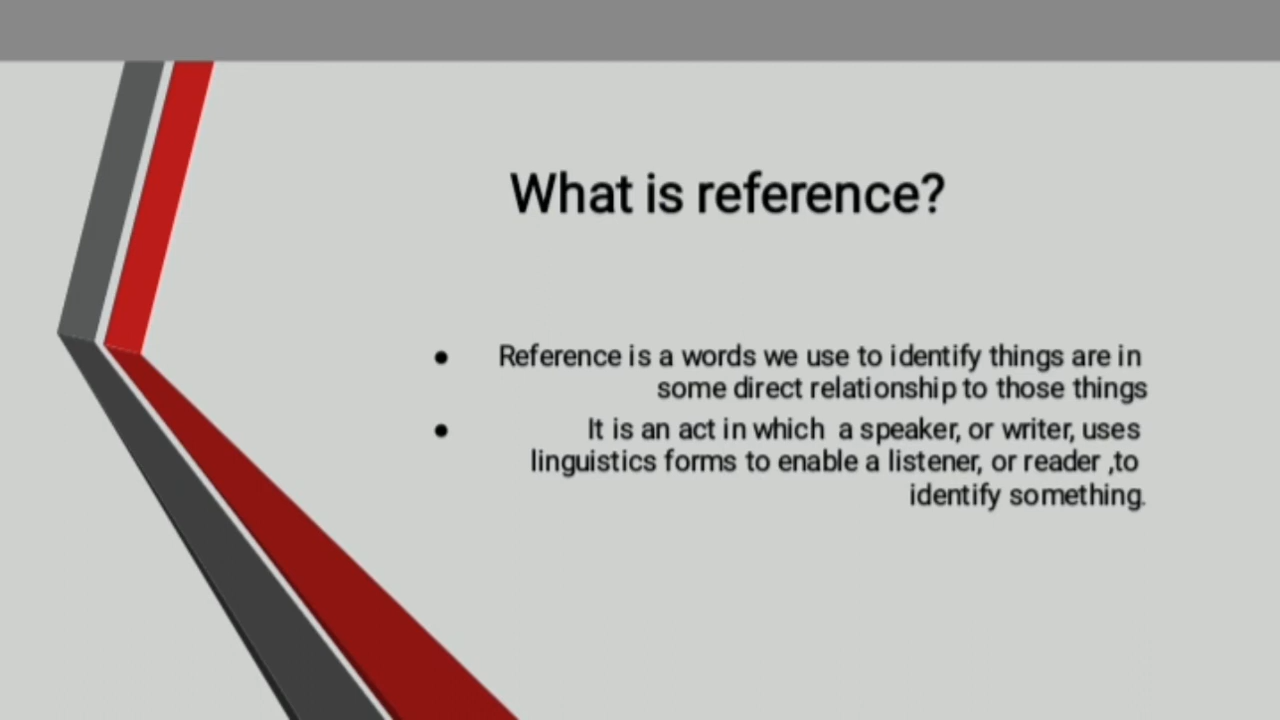 What is reference?
● Reference is a words we use to identify things are in
some direct relationship to those things
● It is an act in which a speaker, or writer, uses
linguistics forms to enable a listener, or reader ,to
identify something.